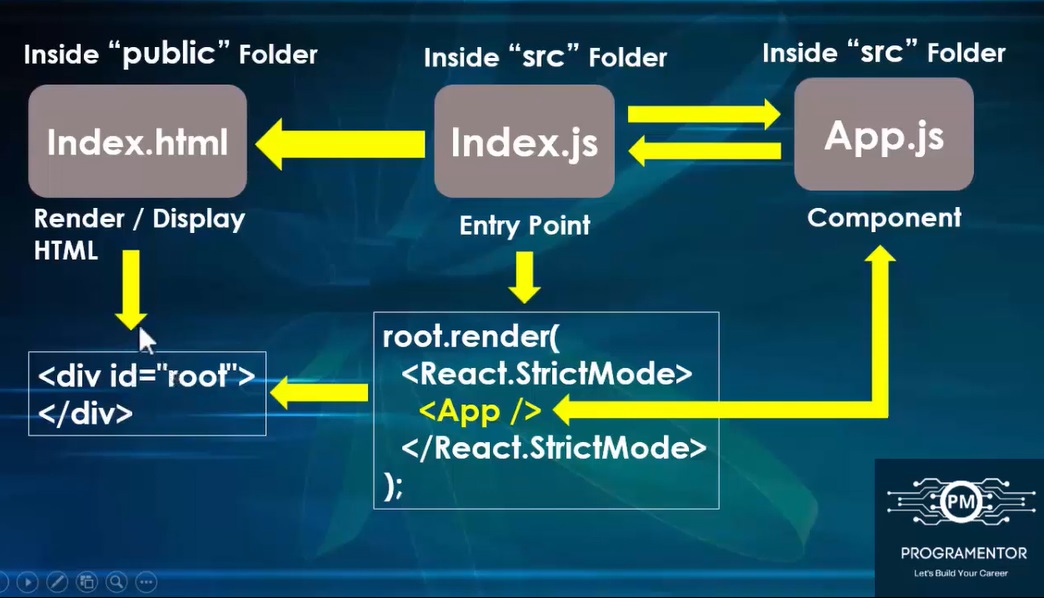 Inside “public” Folder
Inside “src” Folder
Inside “src” Folder
Index.html
Index.js
App.js
Render / Display
HTML
Entry Point
Component
<div id="root">
</div>
root.render(
<React.StrictMode>
<App />
</React.StrictMode>
);
PM
PROGRAMENTOR
Let's Build Your Career